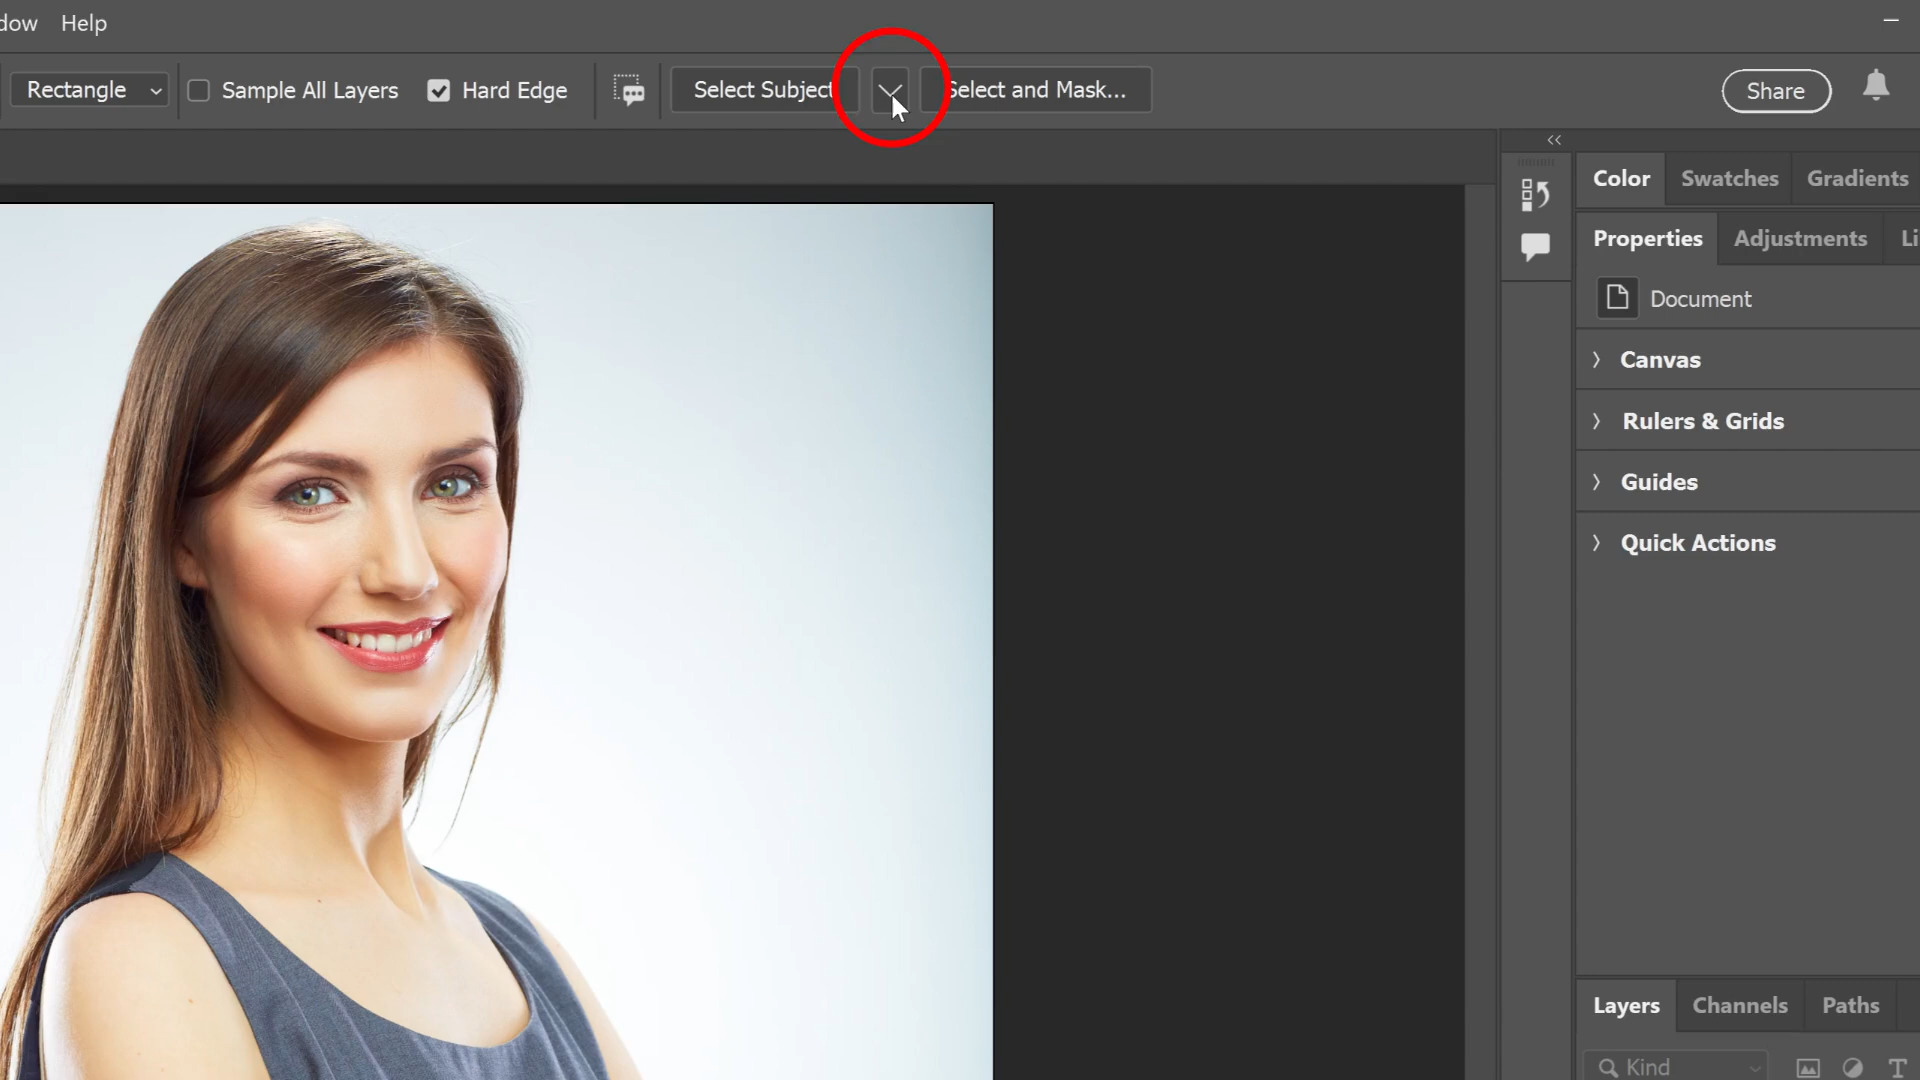 dow Help
Rectangle Sample All Layers Hard Edge Select Subject Select and Mask... Share
Color Swatches Gradients
Properties Adjustments Li
Document
Canvas
Rulers & Grids
Guides
Quick Actions
Layers Channels Paths
Kind T